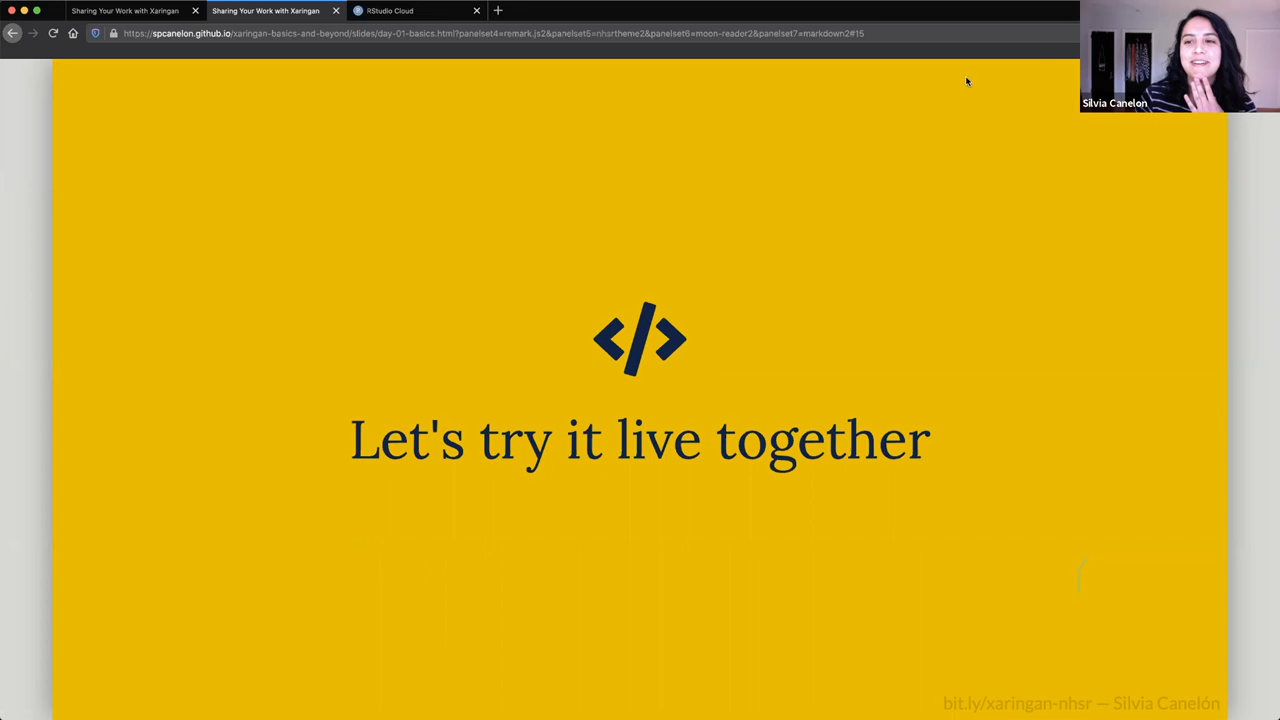 Sharing Your Work with Xaringan
Sharing Your Work with Xaringan
RStudio Cloud
https://spcanelon.github.io/xaringan-basics-and-beyond/slides/day-01-basics.html?panelset4=remark.js2&panelset5=nhsrtheme2&panelset6=moon-reader2&panelset7=markdown2#15
Silvia Canelon
</>
Let's try it live together
bit.ly/xaringan-nhsr — Silvia Canelón